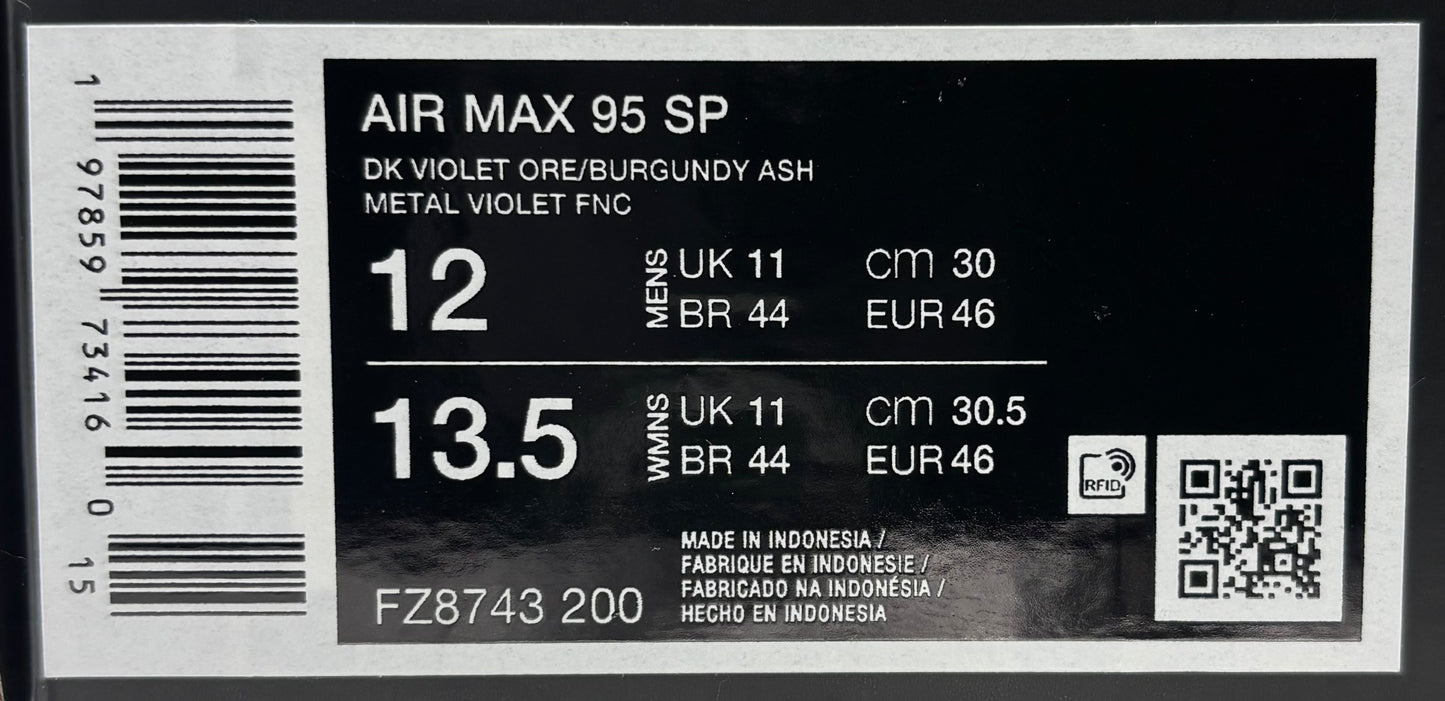 1 97859 73416 0 15
AIR MAX 95 SP
DK VIOLET ORE/BURGUNDY ASH
METAL VIOLET FNC
12 MENS UK 11 cm 30
BR 44 EUR 46
13.5 WMNS UK 11 cm 30.5
BR 44 EUR 46
RFID
MADE IN INDONESIA /
FABRIQUE EN INDONESIE /
FABRICADO NA INDONÉSIA /
HECHO EN INDONESIA
FZ8743 200